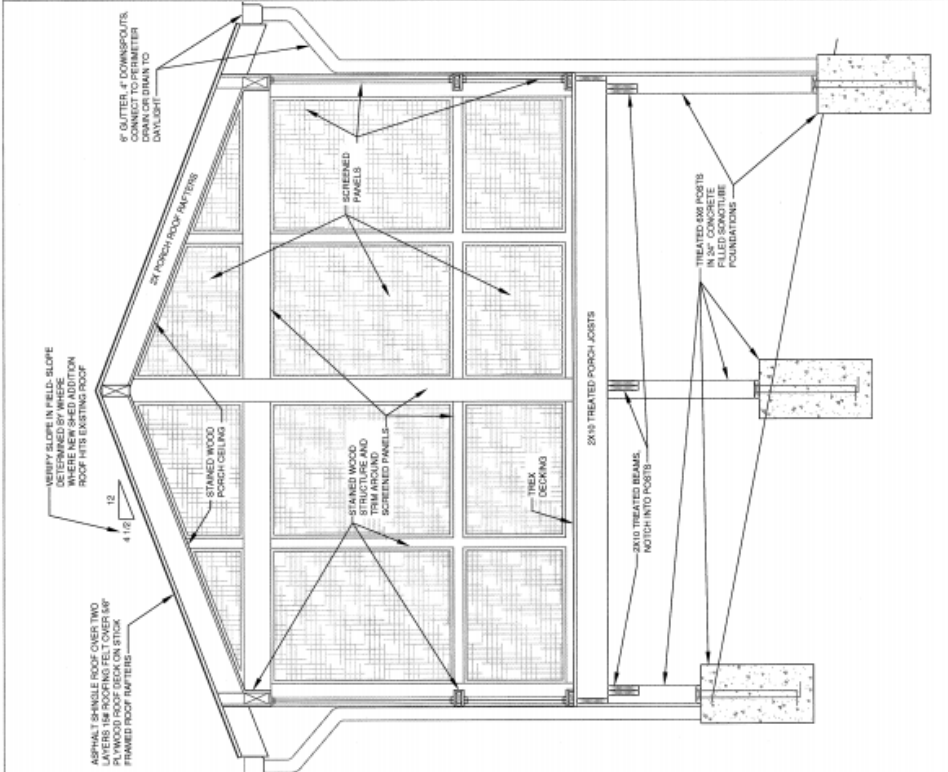 VERIFY SLOPE IN FIELD- SLOPE
DETERMINED BY WHERE
WHERE NEW SHED ADDITION
ROOF HITS EXISTING ROOF
12
4 1/2
ASPHALT SHINGLE ROOF OVER TWO
LAYERS 15# ROOFING FELT OVER 5/8"
PLYWOOD ROOF DECK ON STICK
FRAMED ROOF RAFTERS
6" GUTTER, 4" DOWNSPOUTS,
CONNECT TO PERIMETER
DRAIN OR DRAIN TO
DAYLIGHT
2X PORCH ROOF RAFTERS
STAINED WOOD
PORCH CEILING
SCREENED
PANELS
STAINED WOOD
STRUCTURE AND
TRIM AROUND
SCREENED PANELS
TREX
DECKING
2X10 TREATED PORCH JOISTS
2X10 TREATED BEAMS,
NOTCH INTO POSTS
TREATED 6X6 POSTS
IN 24" CONCRETE
FILLED SONOTUBE
FOUNDATIONS